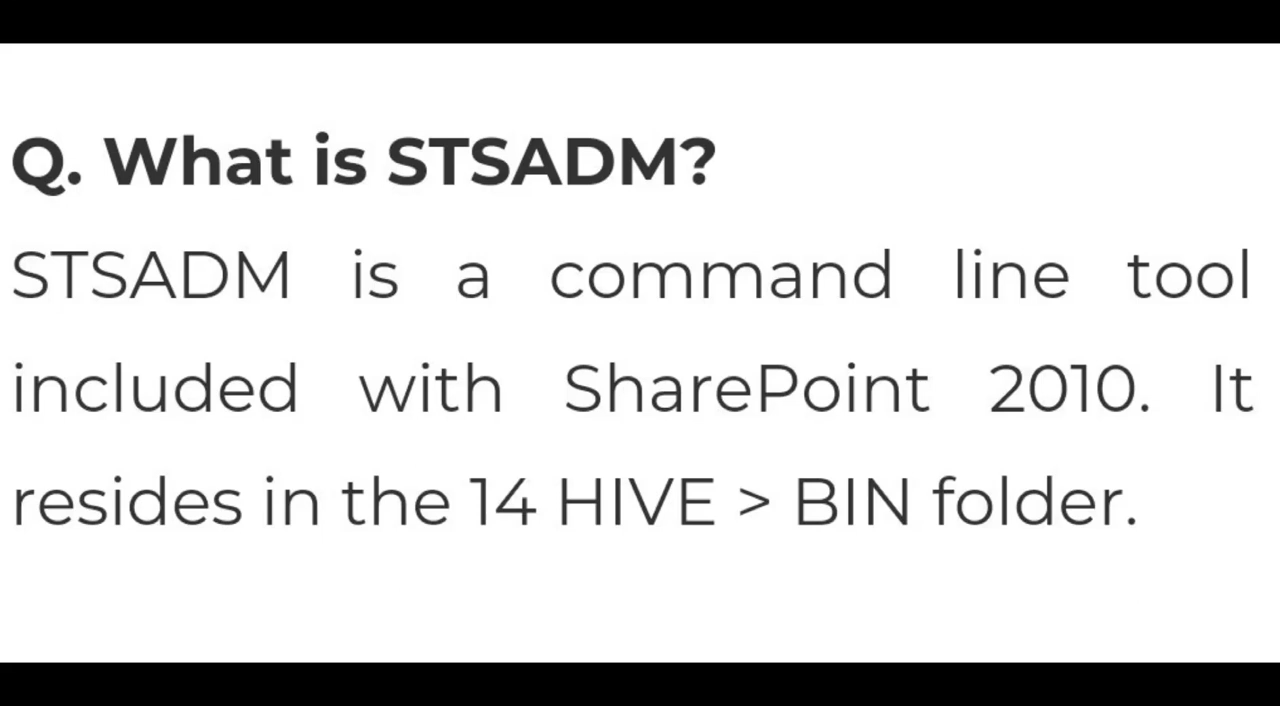 Q. What is STSADM?
STSADM is a command line tool
included with SharePoint 2010. It
resides in the 14 HIVE > BIN folder.